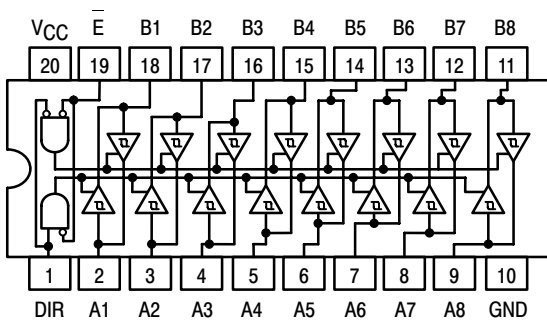 VCC E B1 B2 B3 B4 B5 B6 B7 B8
20 19 18 17 16 15 14 13 12 11
1 2 3 4 5 6 7 8 9 10
DIR A1 A2 A3 A4 A5 A6 A7 A8 GND